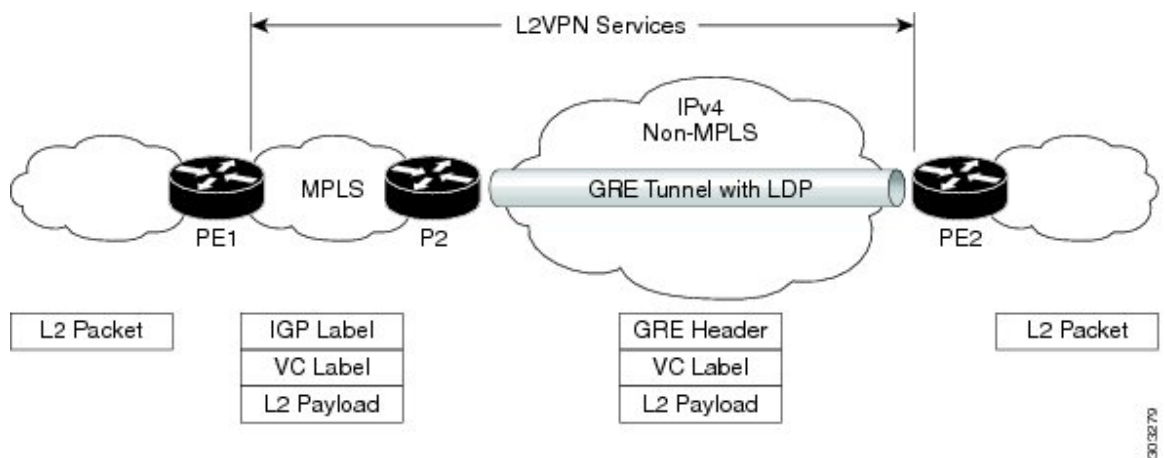 L2VPN Services
IPv4
Non-MPLS
MPLS
GRE Tunnel with LDP
PE1
P2
PE2
L2 Packet
IGP Label
VC Label
L2 Payload
GRE Header
VC Label
L2 Payload
L2 Packet
303279